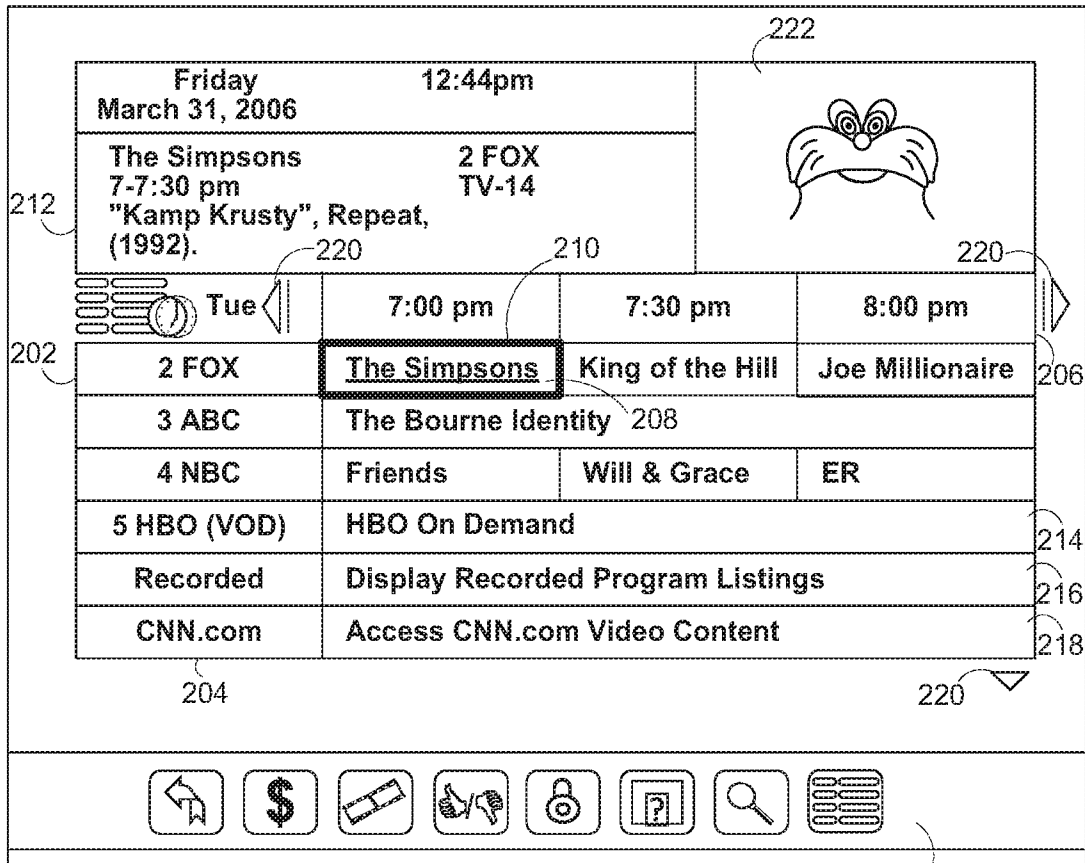 222
Friday 12:44pm
March 31, 2006
The Simpsons 2 FOX
7-7:30 pm TV-14
"Kamp Krusty", Repeat,
(1992).
212
220 210 220
Tue 7:00 pm 7:30 pm 8:00 pm
202
2 FOX The Simpsons King of the Hill Joe Millionaire
206
3 ABC The Bourne Identity
208
4 NBC Friends Will & Grace ER
5 HBO (VOD) HBO On Demand
214
Recorded Display Recorded Program Listings
216
CNN.com Access CNN.com Video Content
218
204 220
$ ?